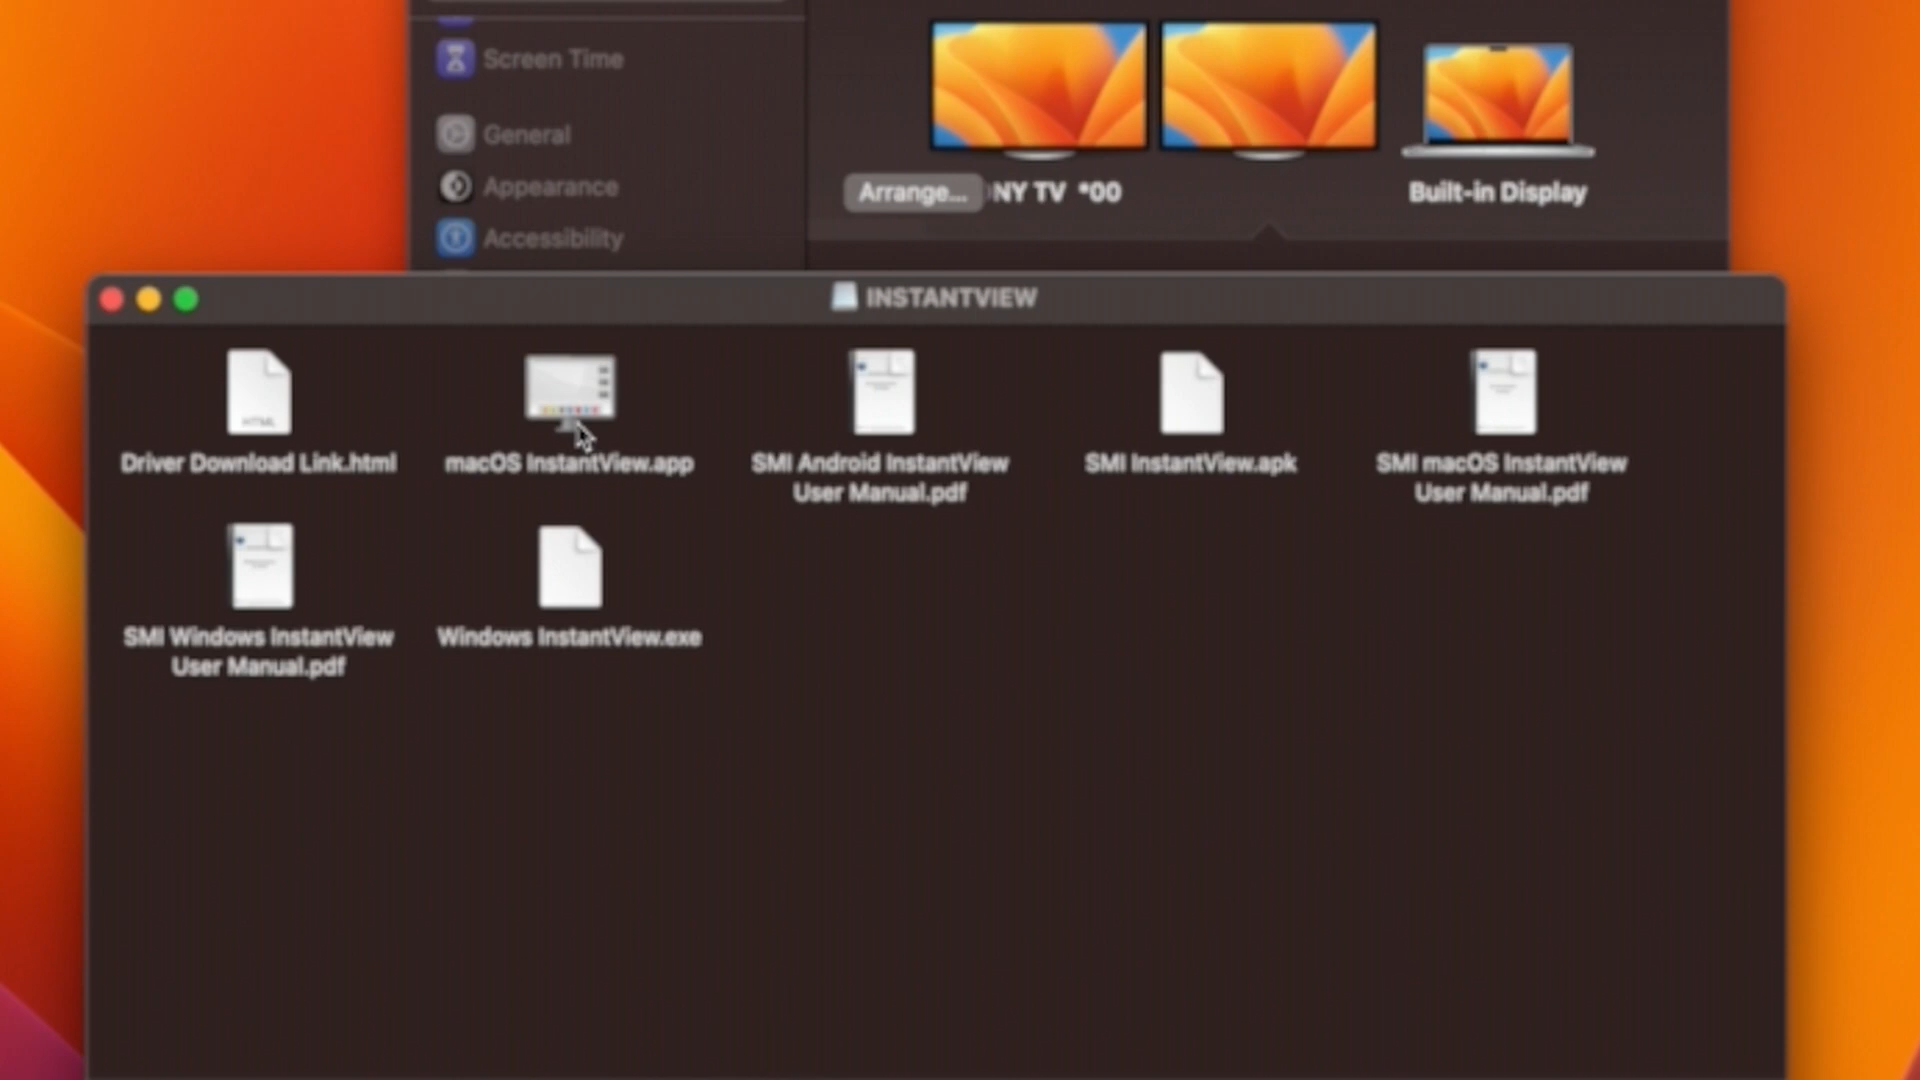 Screen Time
General
Appearance
Accessibility
Arrange...
NY TV *00
Built-in Display
INSTANTVIEW
HTML
Driver Download Link.html
macOS InstantView.app
SMI Android InstantView
User Manual.pdf
SMI InstantView.apk
SMI macOS InstantView
User Manual.pdf
SMI Windows InstantView
User Manual.pdf
Windows InstantView.exe